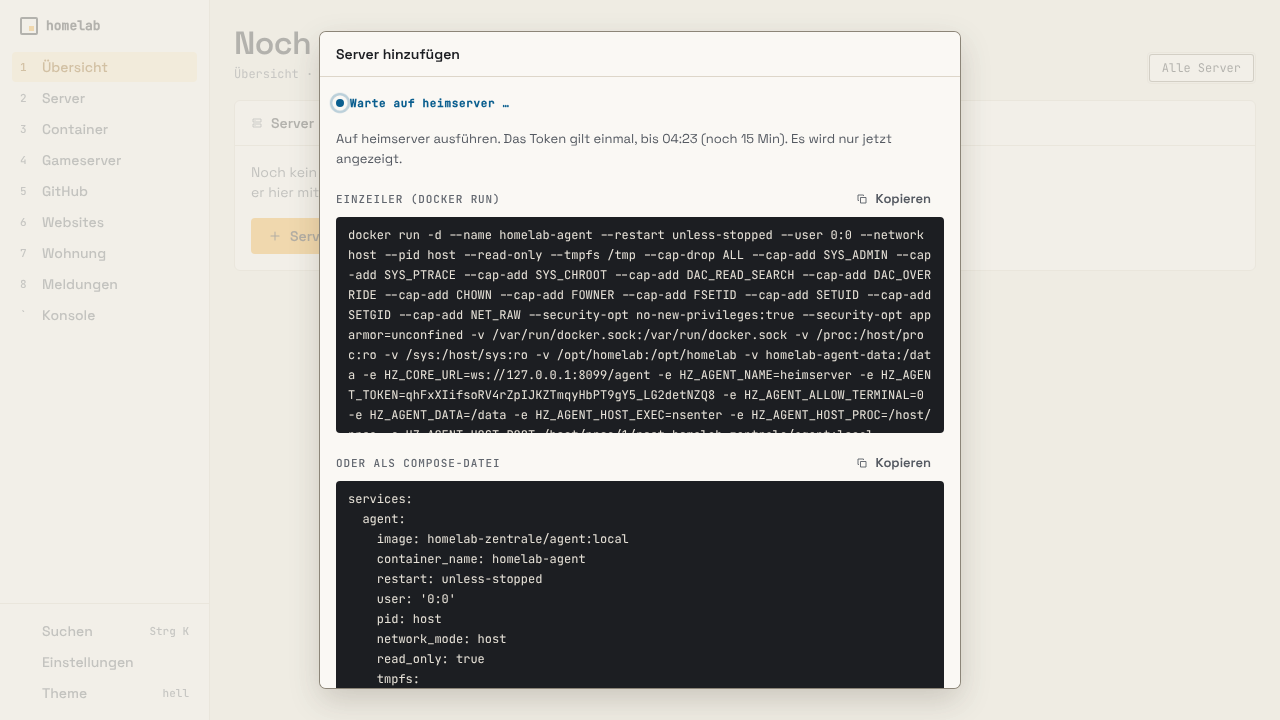 homelab
1 Übersicht
2 Server
3 Container
4 Gameserver
5 GitHub
6 Websites
7 Wohnung
8 Meldungen
` Konsole
Suchen Strg K
Einstellungen
Theme hell
Noch
Übersicht ·
Alle Server
Server
Noch kein
er hier mit
+ Serv
Server hinzufügen
Warte auf heimserver …
Auf heimserver ausführen. Das Token gilt einmal, bis 04:23 (noch 15 Min). Es wird nur jetzt
angezeigt.
EINZEILER (DOCKER RUN) Kopieren
docker run -d --name homelab-agent --restart unless-stopped --user 0:0 --network
host --pid host --read-only --tmpfs /tmp --cap-drop ALL --cap-add SYS_ADMIN --cap
-add SYS_PTRACE --cap-add SYS_CHROOT --cap-add DAC_READ_SEARCH --cap-add DAC_OVER
RIDE --cap-add CHOWN --cap-add FOWNER --cap-add FSETID --cap-add SETUID --cap-add
SETGID --cap-add NET_RAW --security-opt no-new-privileges:true --security-opt app
armor=unconfined -v /var/run/docker.sock:/var/run/docker.sock -v /proc:/host/pro
c:ro -v /sys:/host/sys:ro -v /opt/homelab:/opt/homelab -v homelab-agent-data:/dat
a -e HZ_CORE_URL=ws://127.0.0.1:8099/agent -e HZ_AGENT_NAME=heimserver -e HZ_AGEN
T_TOKEN=qhFxXIifsoRV4rZpIJKZTmqyHbPT9gY5_LG2detNZQ8 -e HZ_AGENT_ALLOW_TERMINAL=0
-e HZ_AGENT_DATA=/data -e HZ_AGENT_HOST_EXEC=nsenter -e HZ_AGENT_HOST_PROC=/host/
proc -e HZ_AGENT_HOST_ROOT=/host/proc/1/root homelab-zentrale/agent:local
ODER ALS COMPOSE-DATEI Kopieren
services:
  agent:
    image: homelab-zentrale/agent:local
    container_name: homelab-agent
    restart: unless-stopped
    user: '0:0'
    pid: host
    network_mode: host
    read_only: true
    tmpfs: